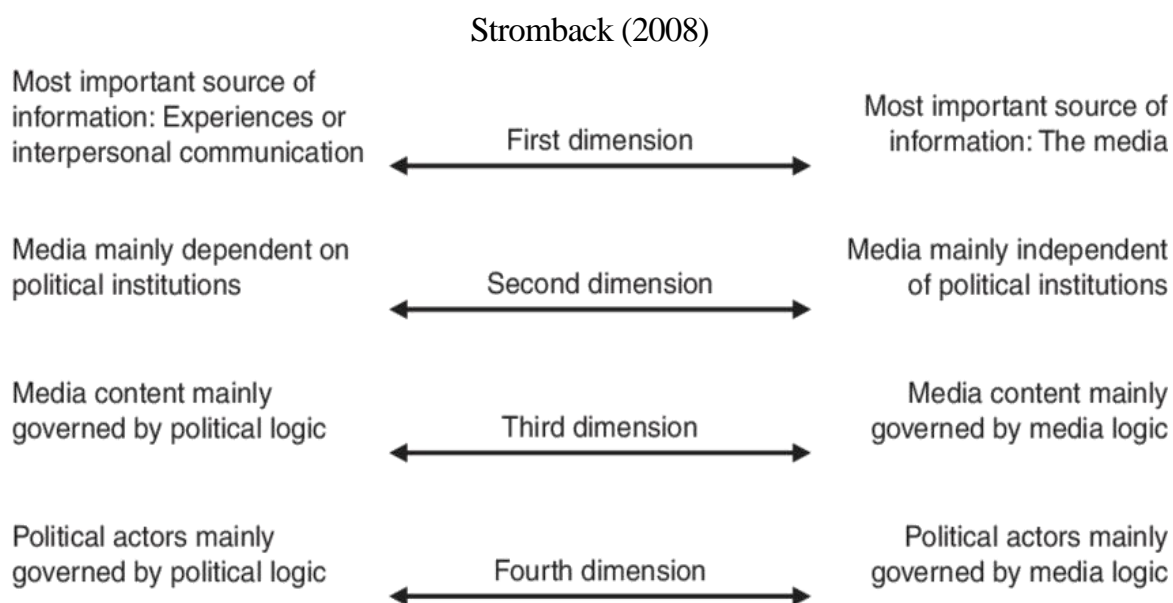 Stromback (2008)
Most important source of
information: Experiences or
interpersonal communication
First dimension
Most important source of
information: The media
Media mainly dependent on
political institutions
Second dimension
Media mainly independent
of political institutions
Media content mainly
governed by political logic
Third dimension
Media content mainly
governed by media logic
Political actors mainly
governed by political logic
Fourth dimension
Political actors mainly
governed by media logic